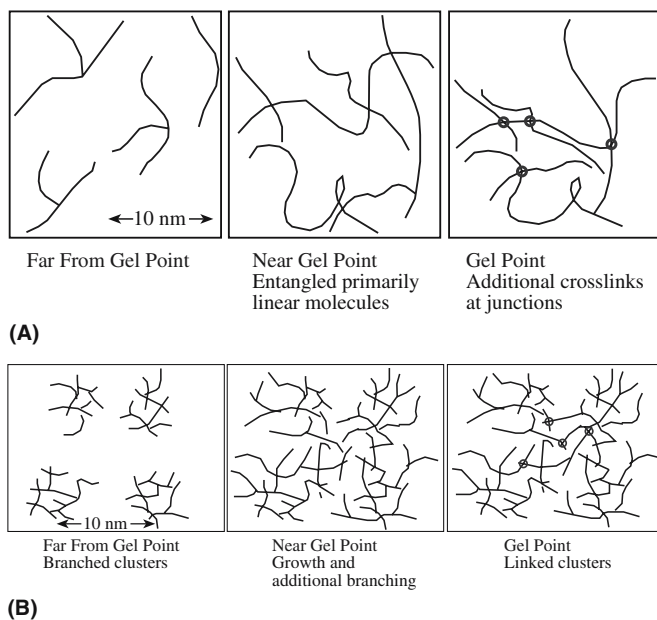 10 nm
Far From Gel Point
Near Gel Point
Entangled primarily
linear molecules
Gel Point
Additional crosslinks
at junctions
(A)
10 nm
Far From Gel Point
Branched clusters
Near Gel Point
Growth and
additional branching
Gel Point
Linked clusters
(B)